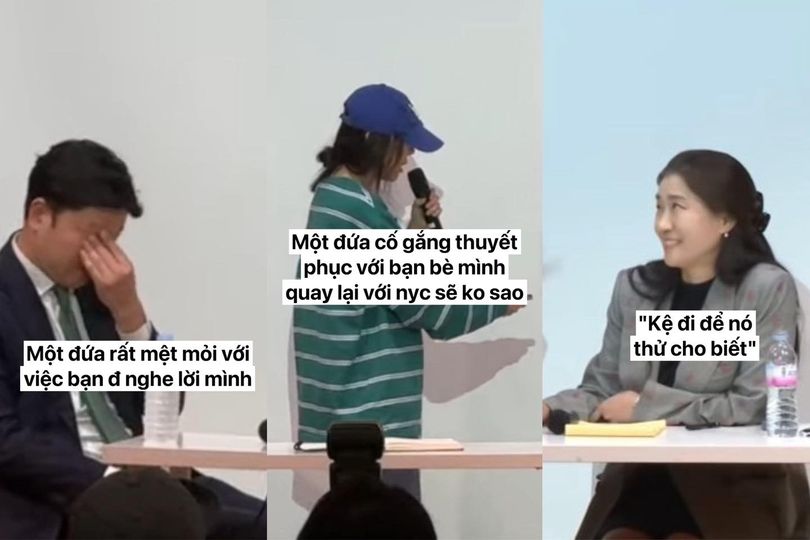 Một đứa rất mệt mỏi với
việc bạn đ nghe lời mình
Một đứa cố gắng thuyết
phục với bạn bè mình
quay lại với nyc sẽ ko sao
"Kệ đi để nó
thử cho biết"